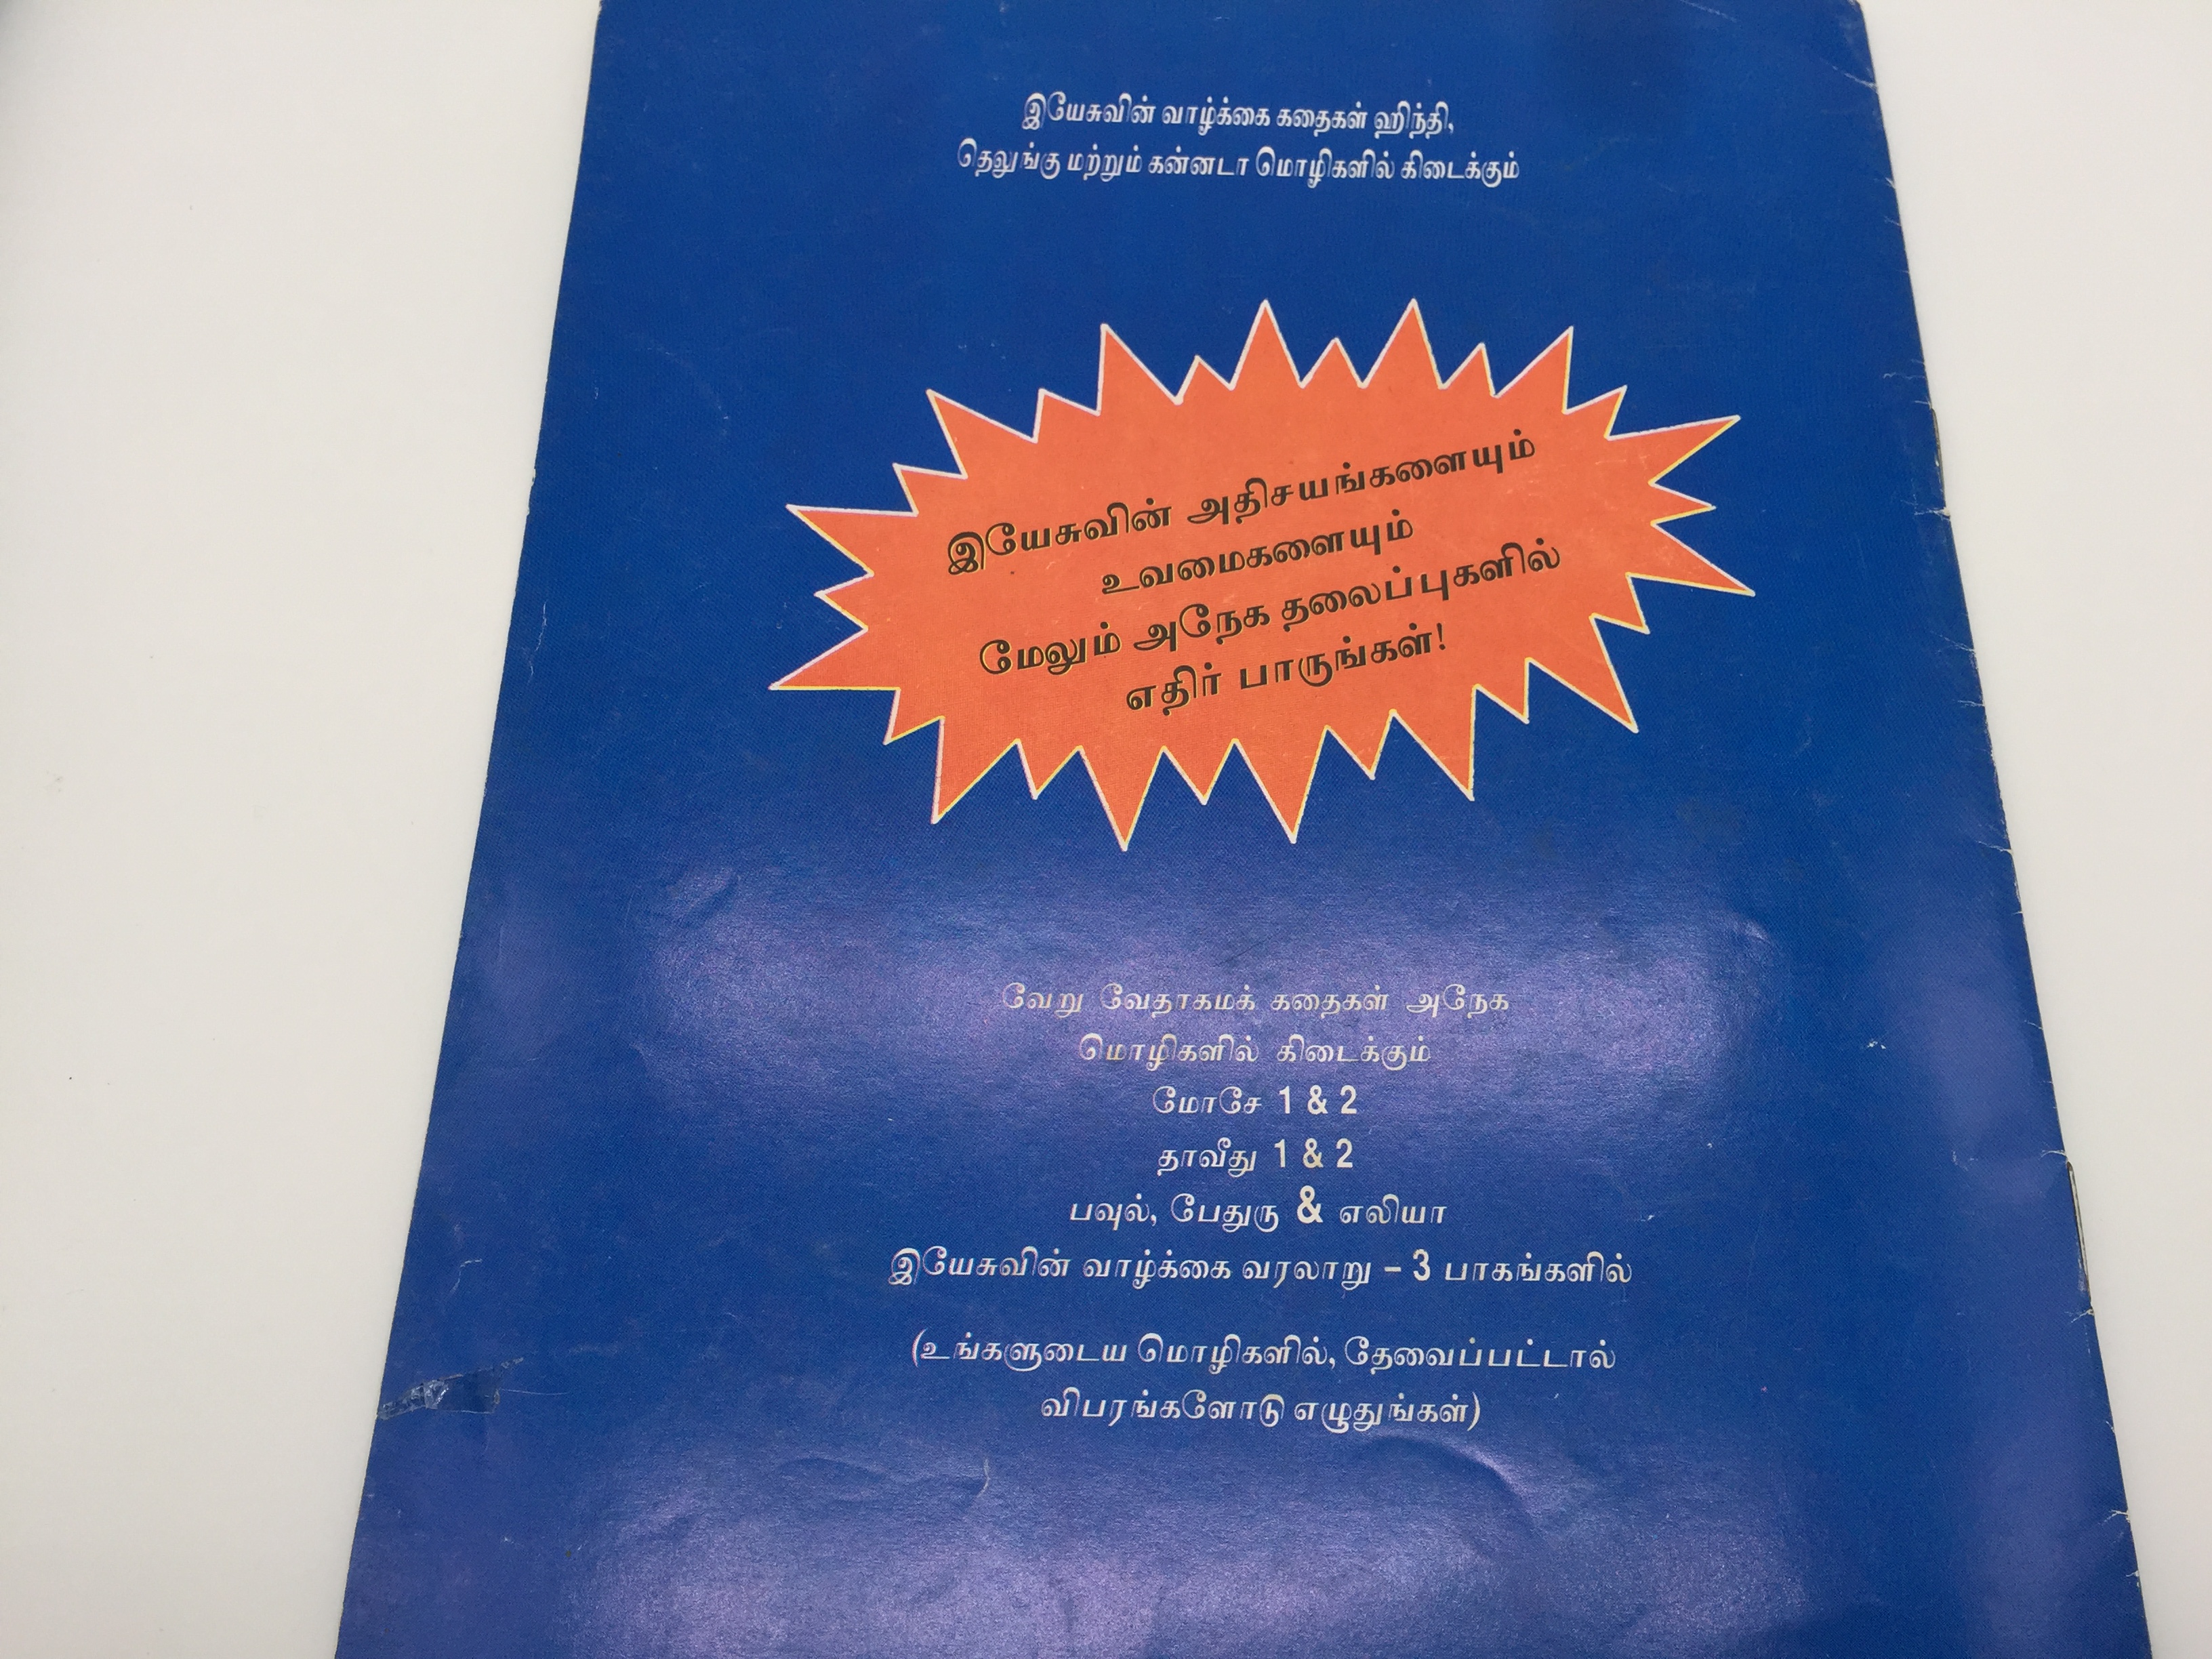 இயேசுவின் வாழ்க்கை கதைகள் ஹிந்தி,
தெலுங்கு மற்றும் கன்னடா மொழிகளில் கிடைக்கும்
இயேசுவின் அதிசயங்களையும்
உவமைகளையும்
மேலும் அநேக தலைப்புகளில்
எதிர் பாருங்கள்!
வேறு வேதாகமக் கதைகள் அநேக
மொழிகளில் கிடைக்கும்
மோசே 1 & 2
தாவீது 1 & 2
பவுல், பேதுரு & எலியா
இயேசுவின் வாழ்க்கை வரலாறு – 3 பாகங்களில்
(உங்களுடைய மொழிகளில், தேவைப்பட்டால்
விபரங்களோடு எழுதுங்கள்)